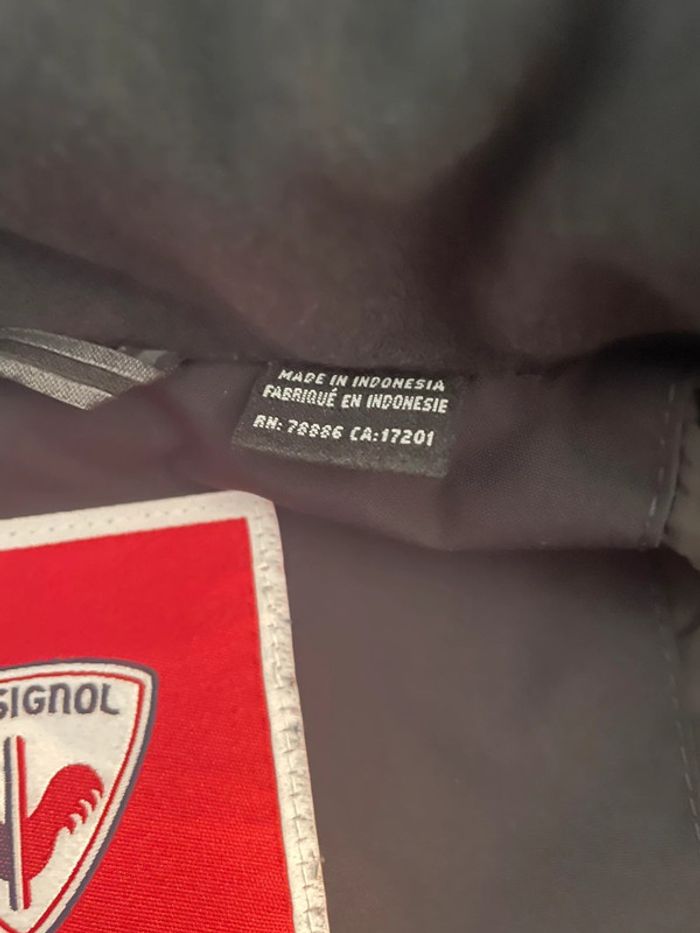 MADE IN INDONESIA
FABRIQUÉ EN INDONESIE
RN: 78886 CA:17201
SIGNOL